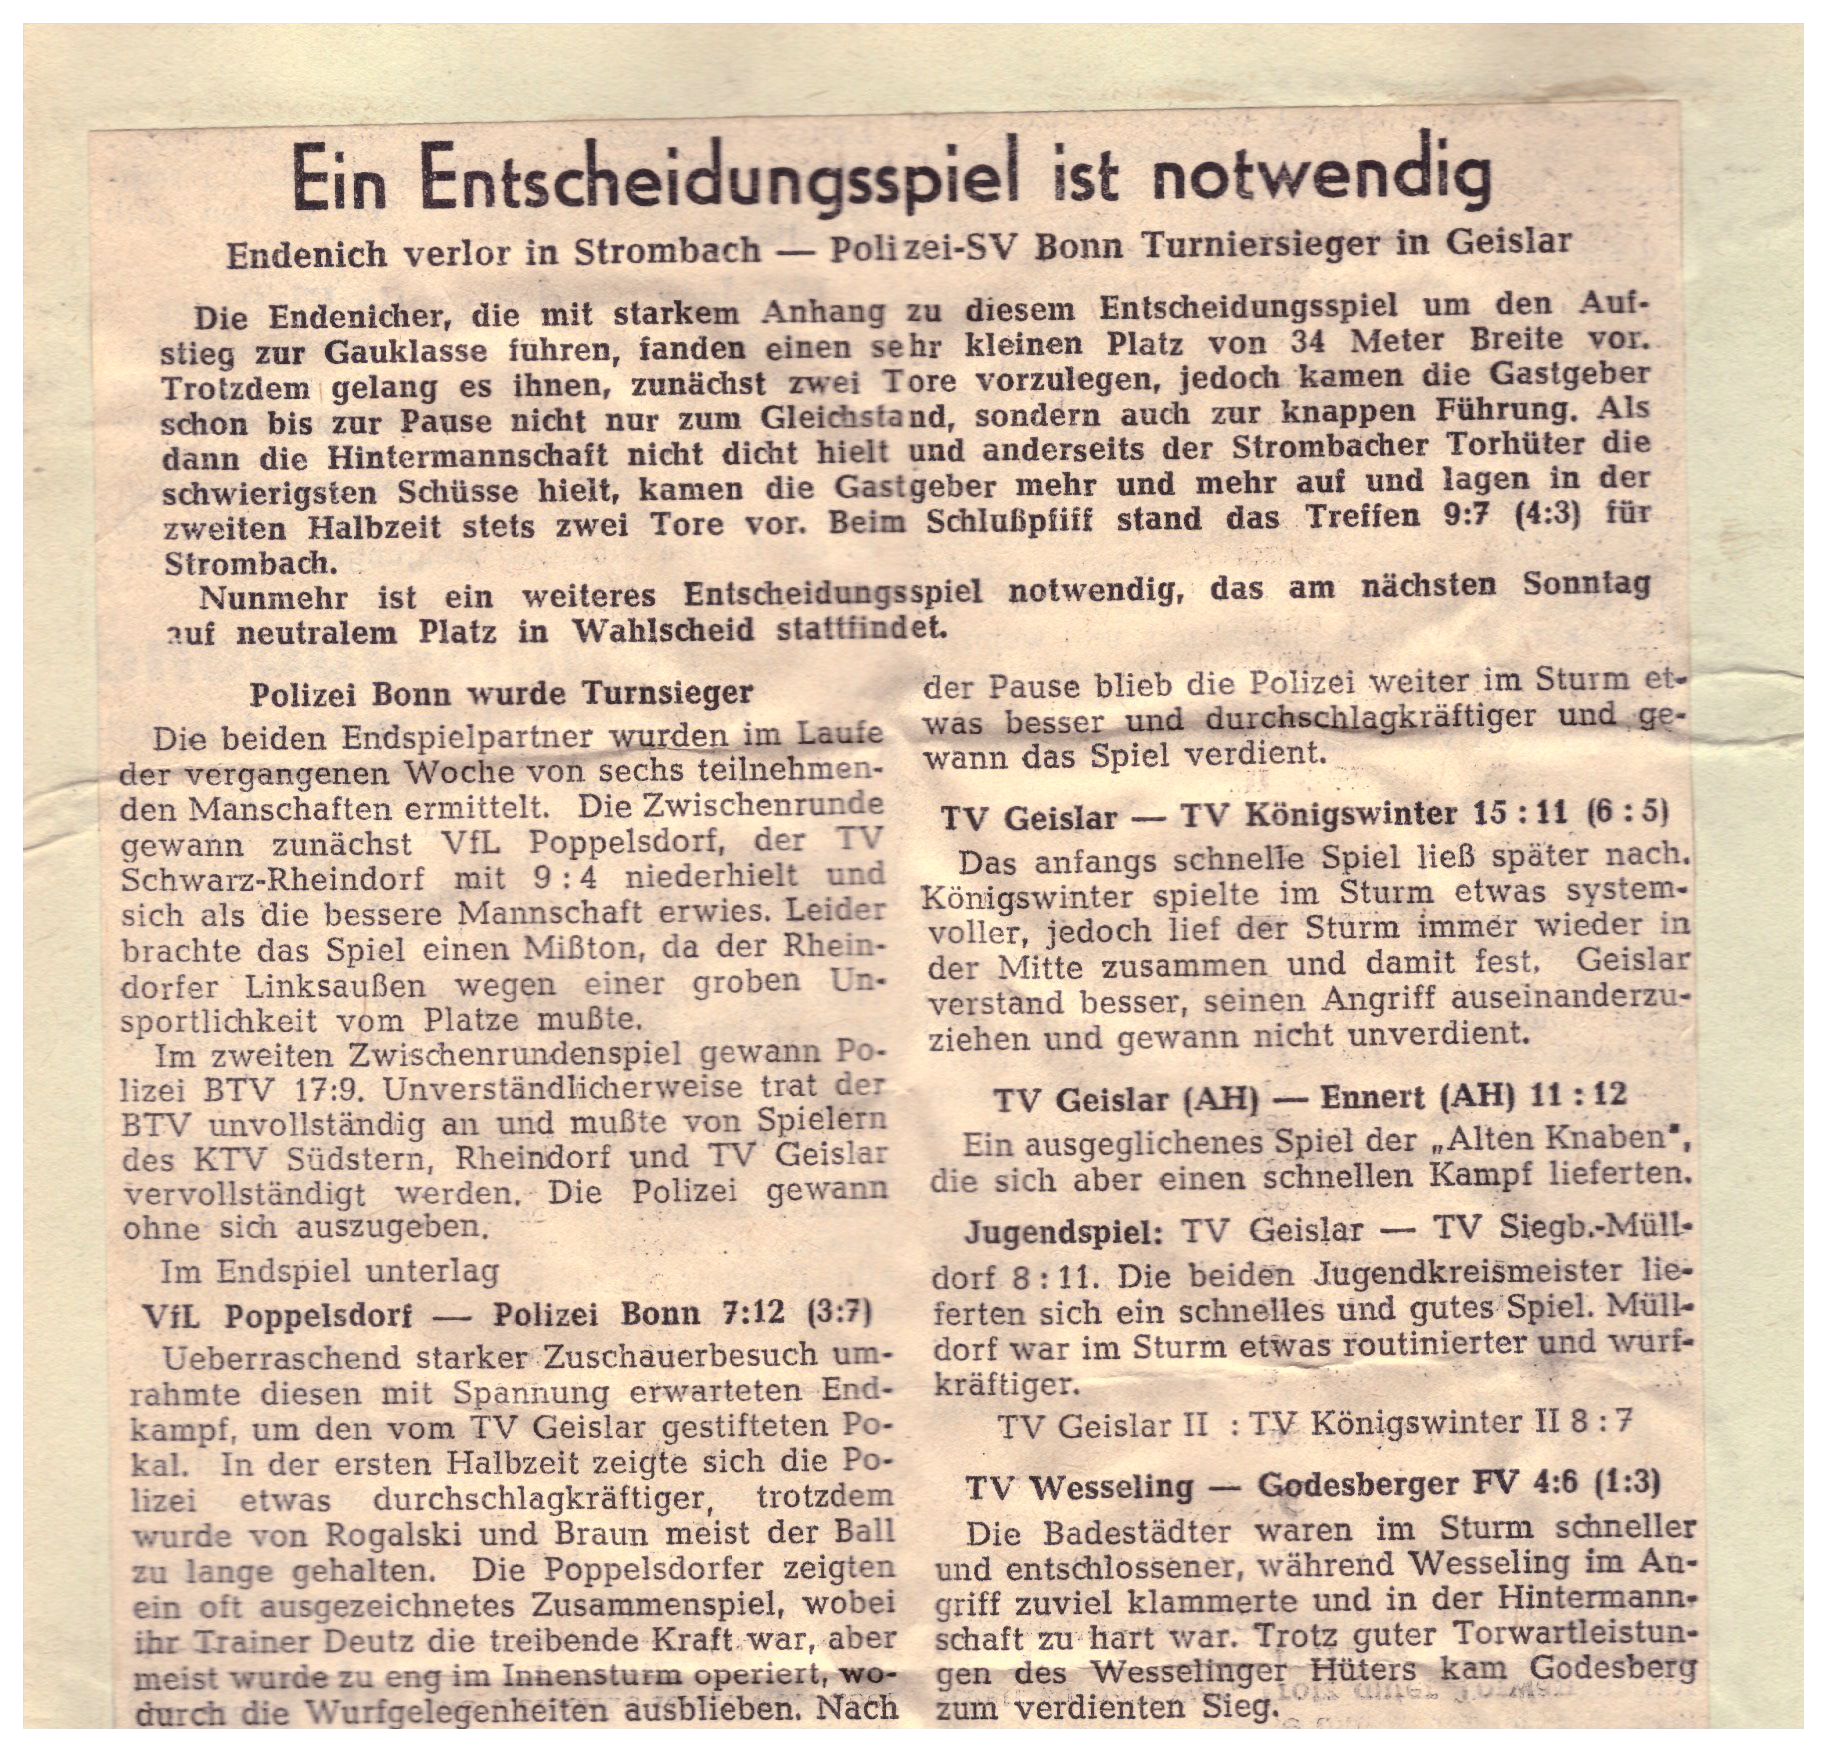 Ein Entscheidungsspiel ist notwendig
Endenich verlor in Strombach — Polizei-SV Bonn Turniersieger in Geislar
Die Endenicher, die mit starkem Anhang zu diesem Entscheidungsspiel um den Auf-
stieg zur Gauklasse fuhren, fanden einen sehr kleinen Platz von 34 Meter Breite vor.
Trotzdem gelang es ihnen, zunächst zwei Tore vorzulegen, jedoch kamen die Gastgeber
schon bis zur Pause nicht nur zum Gleichstand, sondern auch zur knappen Führung. Als
dann die Hintermannschaft nicht dicht hielt und anderseits der Strombacher Torhüter die
schwierigsten Schüsse hielt, kamen die Gastgeber mehr und mehr auf und lagen in der
zweiten Halbzeit stets zwei Tore vor. Beim Schlußpfiff stand das Treffen 9:7 (4:3) für
Strombach.
Nunmehr ist ein weiteres Entscheidungsspiel notwendig, das am nächsten Sonntag
auf neutralem Platz in Wahlscheid stattfindet.
Polizei Bonn wurde Turnsieger
Die beiden Endspielpartner wurden im Laufe
der vergangenen Woche von sechs teilnehmen-
den Manschaften ermittelt. Die Zwischenrunde
gewann zunächst VfL Poppelsdorf, der TV
Schwarz-Rheindorf mit 9 : 4 niederhielt und
sich als die bessere Mannschaft erwies. Leider
brachte das Spiel einen Mißton, da der Rhein-
dorfer Linksaußen wegen einer groben Un-
sportlichkeit vom Platze mußte.
Im zweiten Zwischenrundenspiel gewann Po-
lizei BTV 17:9. Unverständlicherweise trat der
BTV unvollständig an und mußte von Spielern
des KTV Südstern, Rheindorf und TV Geislar
vervollständigt werden. Die Polizei gewann
ohne sich auszugeben.
Im Endspiel unterlag
VfL Poppelsdorf — Polizei Bonn 7:12 (3:7)
Ueberraschend starker Zuschauerbesuch um-
rahmte diesen mit Spannung erwarteten End-
kampf, um den vom TV Geislar gestifteten Po-
kal. In der ersten Halbzeit zeigte sich die Po-
lizei etwas durchschlagkräftiger, trotzdem
wurde von Rogalski und Braun meist der Ball
zu lange gehalten. Die Poppelsdorfer zeigten
ein oft ausgezeichnetes Zusammenspiel, wobei
ihr Trainer Deutz die treibende Kraft war, aber
meist wurde zu eng im Innensturm operiert, wo-
durch die Wurfgelegenheiten ausblieben. Nach
der Pause blieb die Polizei weiter im Sturm et-
was besser und durchschlagkräftiger und ge-
wann das Spiel verdient.
TV Geislar — TV Königswinter 15 : 11 (6 : 5)
Das anfangs schnelle Spiel ließ später nach.
Königswinter spielte im Sturm etwas system-
voller, jedoch lief der Sturm immer wieder in
der Mitte zusammen und damit fest. Geislar
verstand besser, seinen Angriff auseinanderzu-
ziehen und gewann nicht unverdient.
TV Geislar (AH) — Ennert (AH) 11 : 12
Ein ausgeglichenes Spiel der „Alten Knaben",
die sich aber einen schnellen Kampf lieferten.
Jugendspiel: TV Geislar — TV Siegb.-Müll-
dorf 8 : 11. Die beiden Jugendkreismeister lie-
ferten sich ein schnelles und gutes Spiel. Müll-
dorf war im Sturm etwas routinierter und wurf-
kräftiger.
TV Geislar II : TV Königswinter II 8 : 7
TV Wesseling — Godesberger FV 4:6 (1:3)
Die Badestädter waren im Sturm schneller
und entschlossener, während Wesseling im An-
griff zuviel klammerte und in der Hintermann-
schaft zu hart war. Trotz guter Torwartleistun-
gen des Wesselinger Hüters kam Godesberg
zum verdienten Sieg.